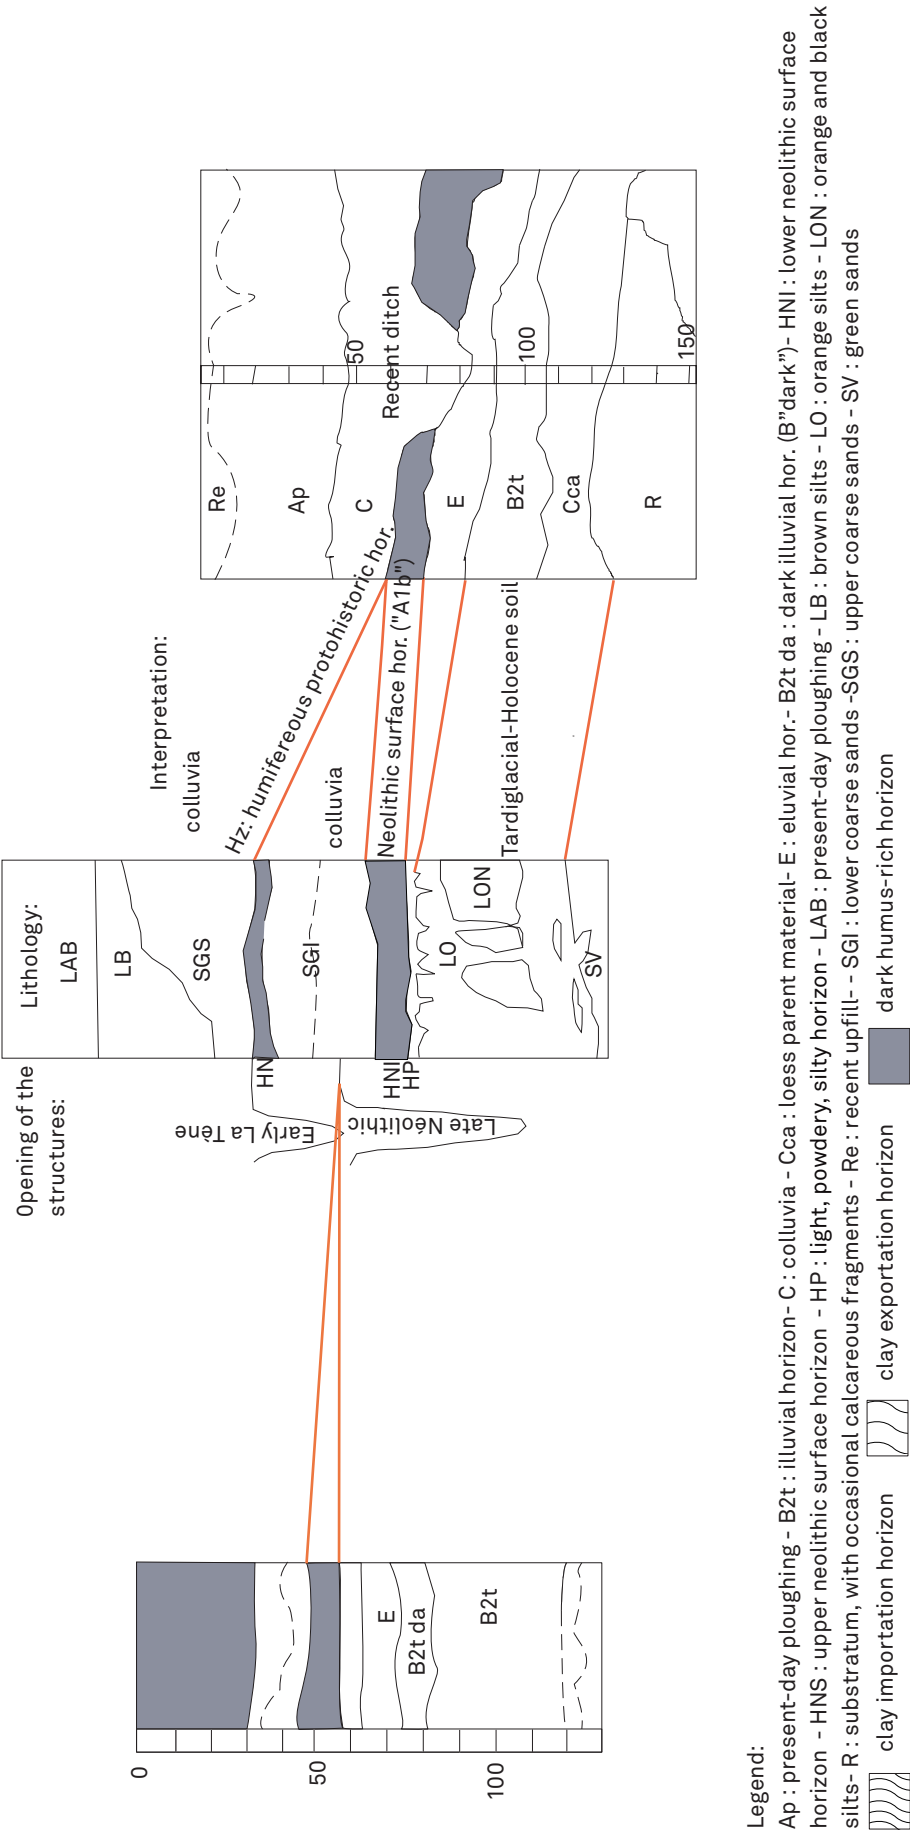 Opening of the
structures:
Lithology:
Interpretation:
0
50
100
E
B2t da
B2t
Early La Tène
Late Néolithic
HN
HNI
HP
LAB
LB
SGS
SGI
LO
LON
SV
colluvia
Hz: humifereous protohistoric hor.
colluvia
Neolithic surface hor. ("A1b")
Tardiglacial-Holocene soil
Re
Ap
C
E
B2t
Cca
R
Recent ditch
50
100
150
Legend:
Ap : present-day ploughing - B2t : illuvial horizon- C : colluvia - Cca : loess parent material- E : eluvial hor.- B2t da : dark illuvial hor. (B"dark")- HNI : lower neolithic surface
horizon - HNS : upper neolithic surface horizon - HP : light, powdery, silty horizon - LAB : present-day ploughing - LB : brown silts - LO : orange silts - LON : orange and black
silts- R : substratum, with occasional calcareous fragments - Re : recent upfill- - SGI : lower coarse sands -SGS : upper coarse sands - SV : green sands
clay importation horizon
clay exportation horizon
dark humus-rich horizon